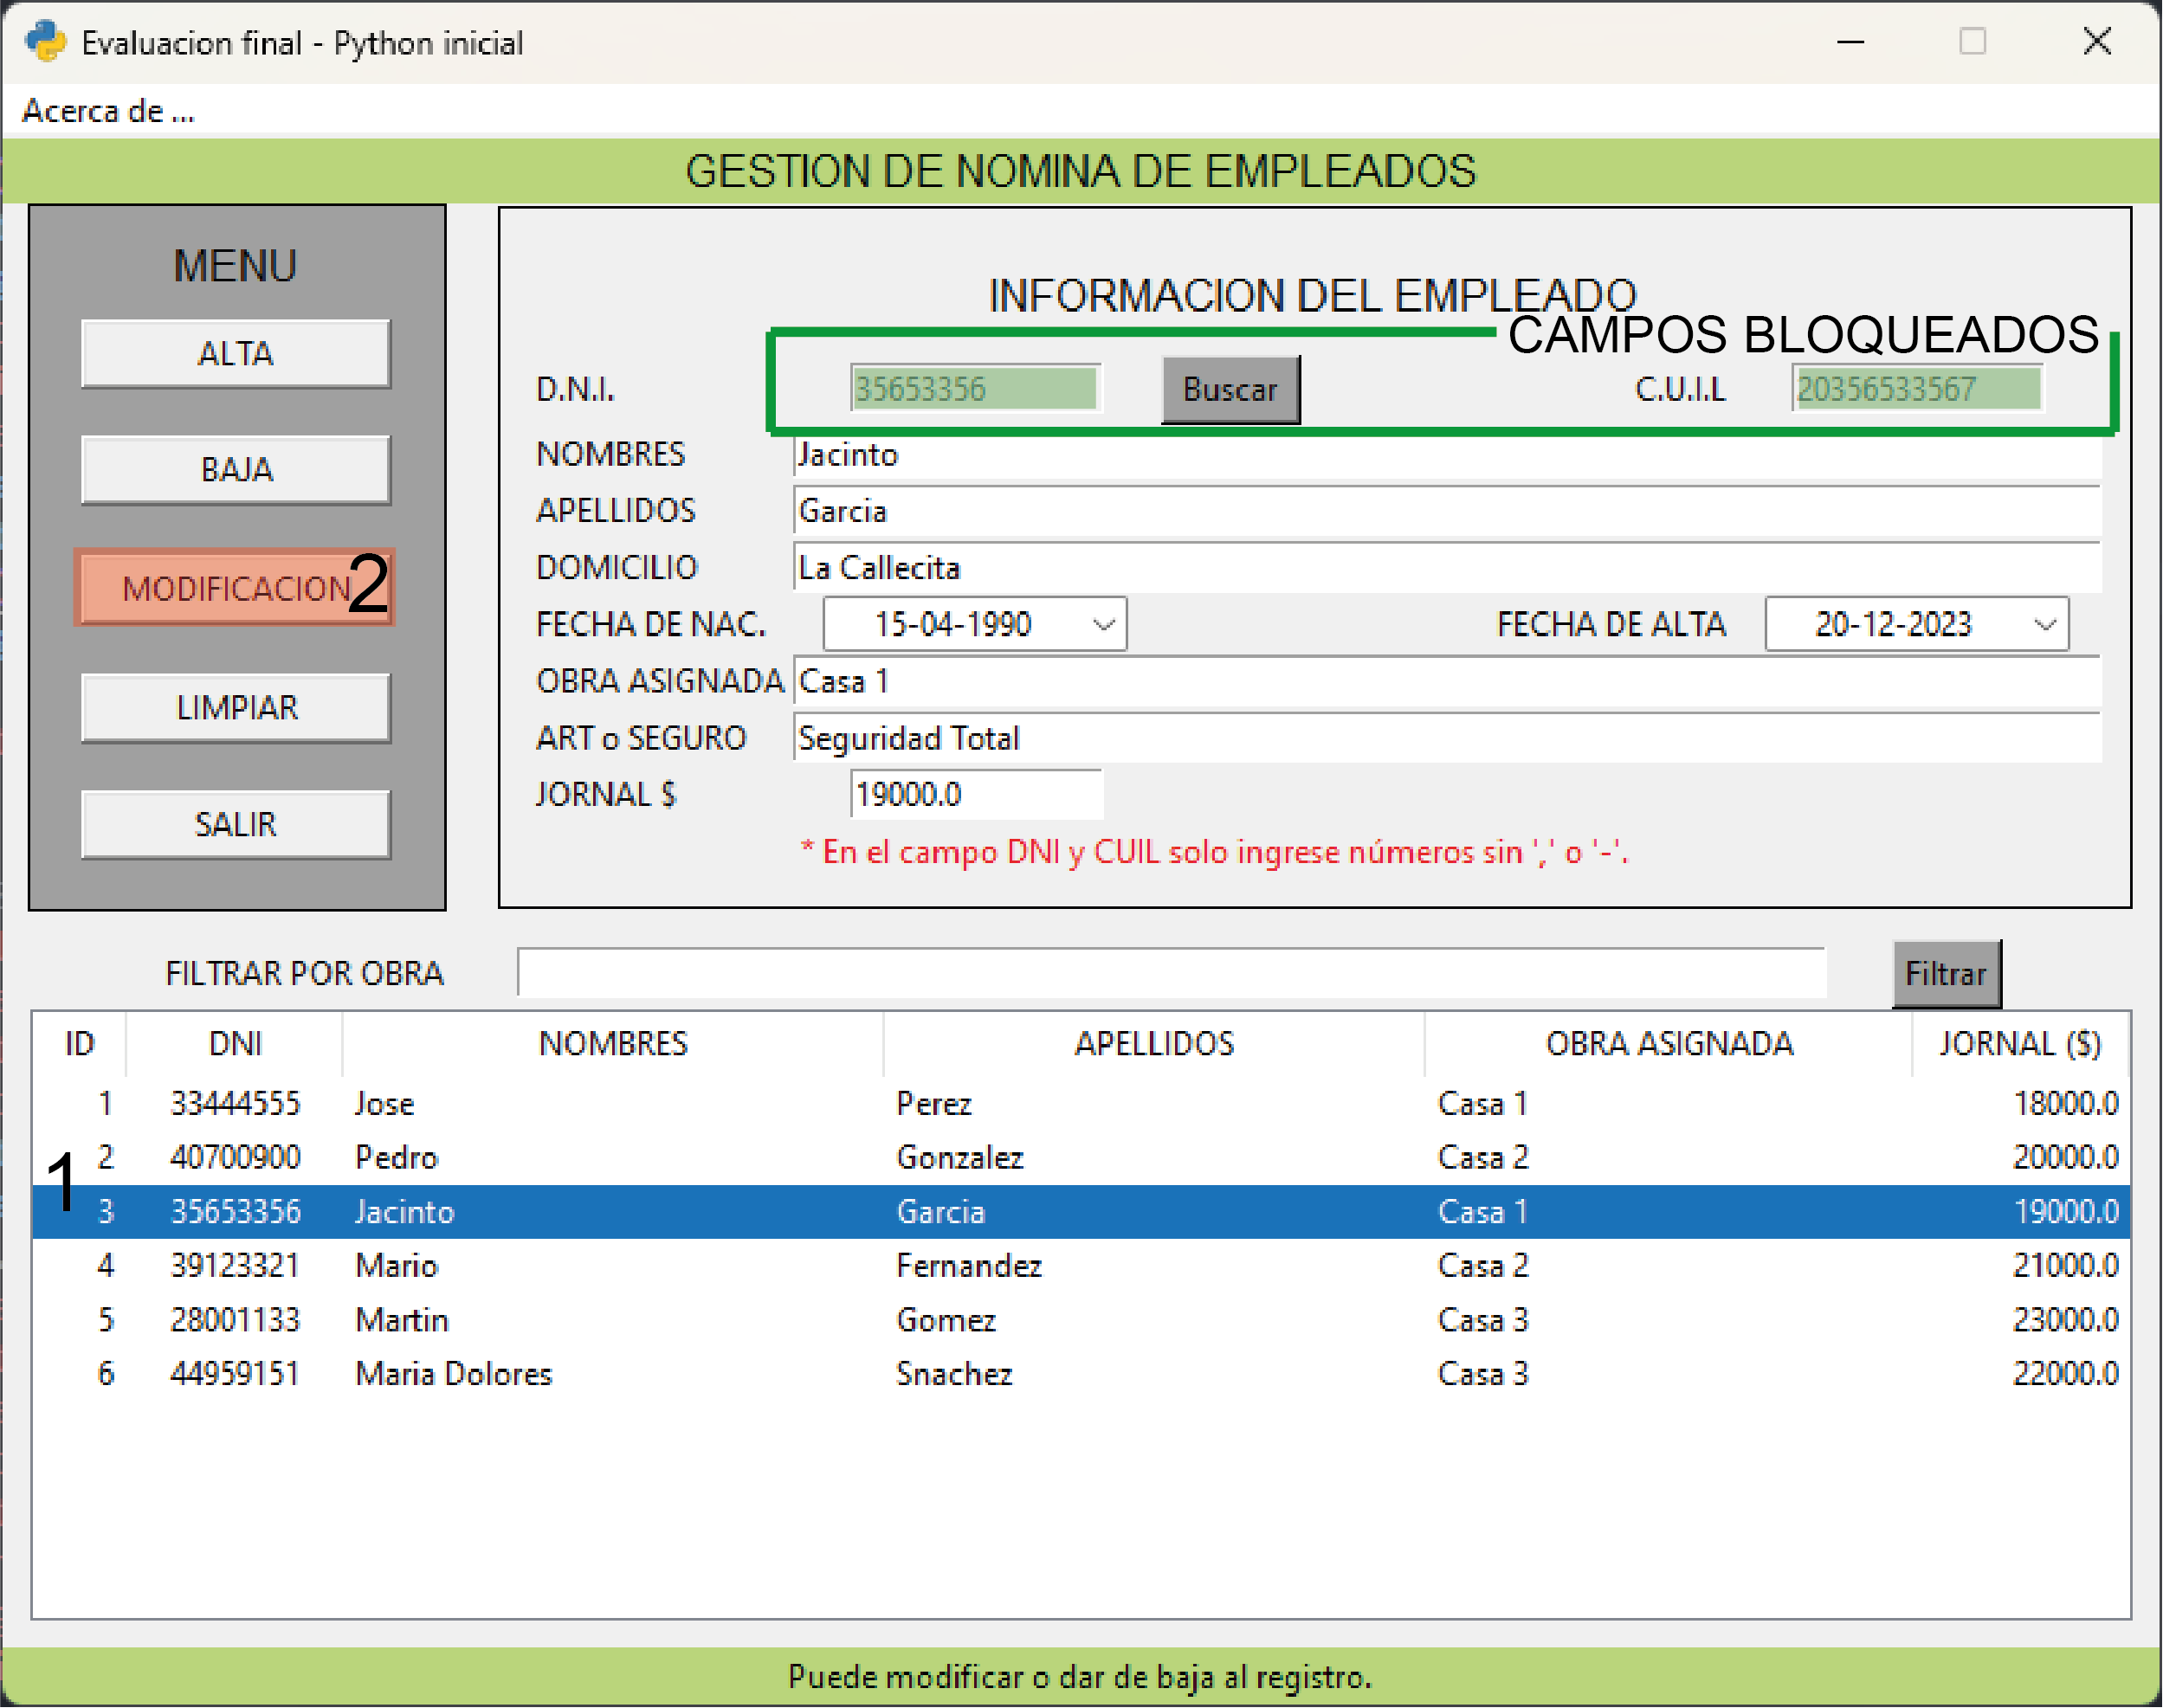 Evaluacion final - Python inicial
Acerca de ...
GESTION DE NOMINA DE EMPLEADOS
MENU
ALTA
BAJA
MODIFICACION 2
LIMPIAR
SALIR
INFORMACION DEL EMPLEADO
CAMPOS BLOQUEADOS
D.N.I. 35653356 Buscar C.U.I.L 20356533567
NOMBRES Jacinto
APELLIDOS Garcia
DOMICILIO La Callecita
FECHA DE NAC. 15-04-1990 FECHA DE ALTA 20-12-2023
OBRA ASIGNADA Casa 1
ART o SEGURO Seguridad Total
JORNAL $ 19000.0
* En el campo DNI y CUIL solo ingrese números sin ',' o '-'.
FILTRAR POR OBRA Filtrar
ID DNI NOMBRES APELLIDOS OBRA ASIGNADA JORNAL ($)
1 33444555 Jose Perez Casa 1 18000.0
2 40700900 Pedro Gonzalez Casa 2 20000.0
1
3 35653356 Jacinto Garcia Casa 1 19000.0
4 39123321 Mario Fernandez Casa 2 21000.0
5 28001133 Martin Gomez Casa 3 23000.0
6 44959151 Maria Dolores Snachez Casa 3 22000.0
Puede modificar o dar de baja al registro.